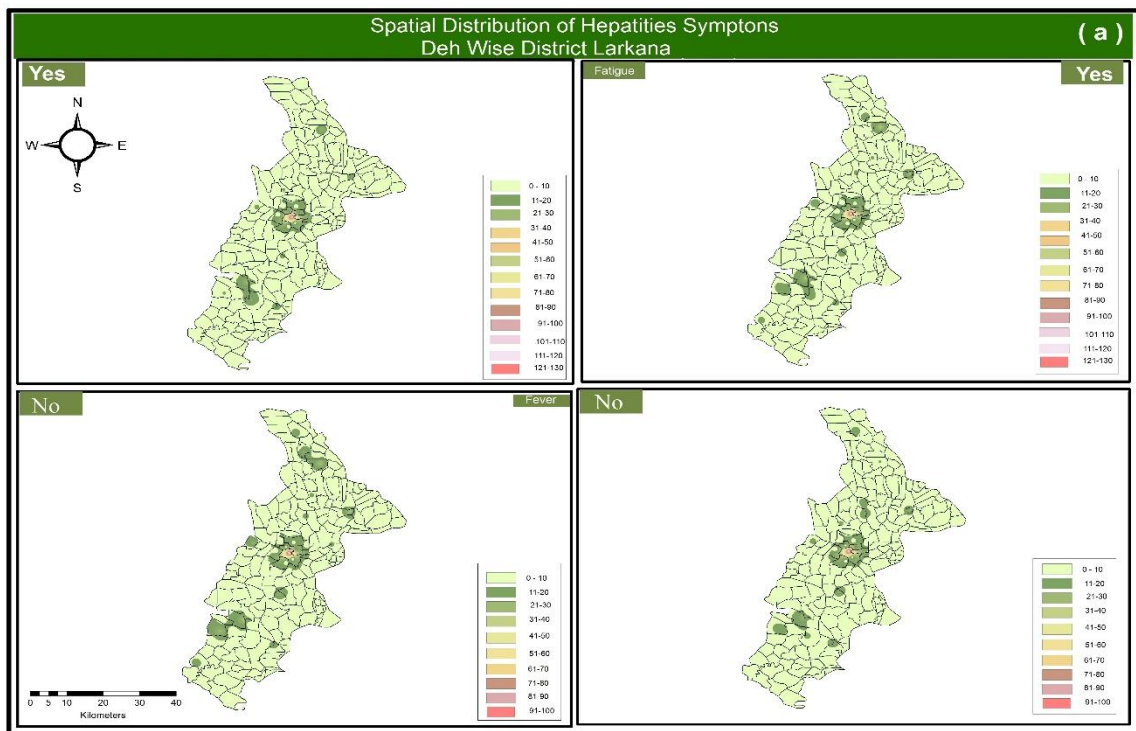 Spatial Distribution of Hepatities Symptons
Deh Wise District Larkana
( a )
Yes
N
W
E
S
0 - 10
11-20
21-30
31-40
41-50
51-60
61-70
71-80
81-90
91-100
101-110
111-120
121-130
Fatigue
Yes
0 - 10
11-20
21-30
31-40
41-50
51-60
61-70
71-80
81-90
91-100
101-110
111-120
121-130
No
Fever
0 - 10
11-20
21-30
31-40
41-50
51-60
61-70
71-80
81-90
91-100
0 5 10 20 30 40
Kilometers
No
0 - 10
11-20
21-30
31-40
41-50
51-60
61-70
71-80
81-90
91-100